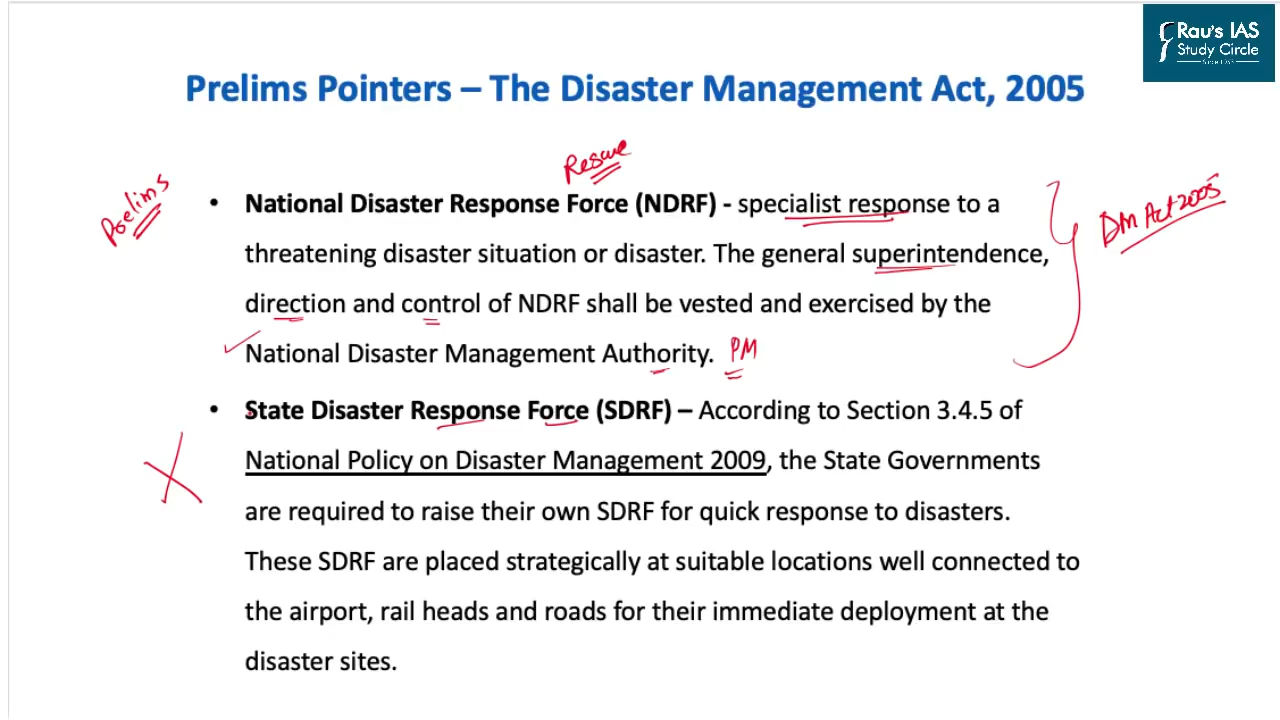 Rau's IAS
Study Circle
Since 1953
Prelims Pointers – The Disaster Management Act, 2005
Rescue
Prelims
• National Disaster Response Force (NDRF) - specialist response to a
threatening disaster situation or disaster. The general superintendence,
direction and control of NDRF shall be vested and exercised by the
National Disaster Management Authority. PM
DM Act 2005
• State Disaster Response Force (SDRF) – According to Section 3.4.5 of
National Policy on Disaster Management 2009, the State Governments
are required to raise their own SDRF for quick response to disasters.
These SDRF are placed strategically at suitable locations well connected to
the airport, rail heads and roads for their immediate deployment at the
disaster sites.